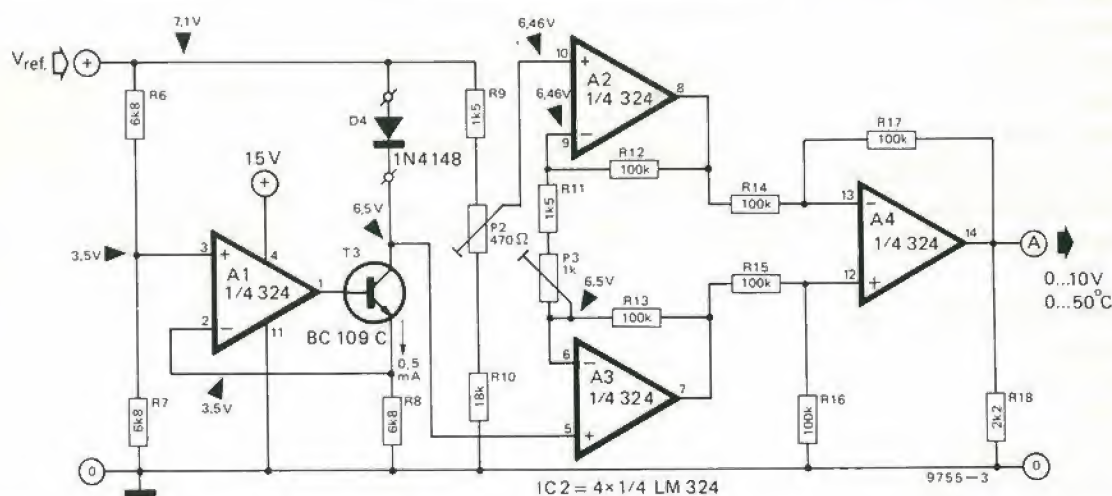 7,1V
Vref.
+
R6
6k8
D4
1N4148
R9
1k5
6,46V
10
+
A2
1/4 324
8
6,46V
9
−
R12
100k
R17
100k
15V
+
6,5V
R11
1k5
P2
470Ω
R14
100k
13
−
A4
1/4 324
14
A
0...10V
0...50°C
3.5V
3
+
4
A1
1/4 324
1
T3
BC 109 C
P3
1k
6.5V
R15
100k
12
+
2
−
11
R13
100k
0,5
mA
6
−
A3
1/4 324
7
R7
6k8
3.5V
R8
6k8
R10
18k
5
+
R16
100k
R18
2k2
0
IC2 = 4x1/4 LM 324
9755-3
0